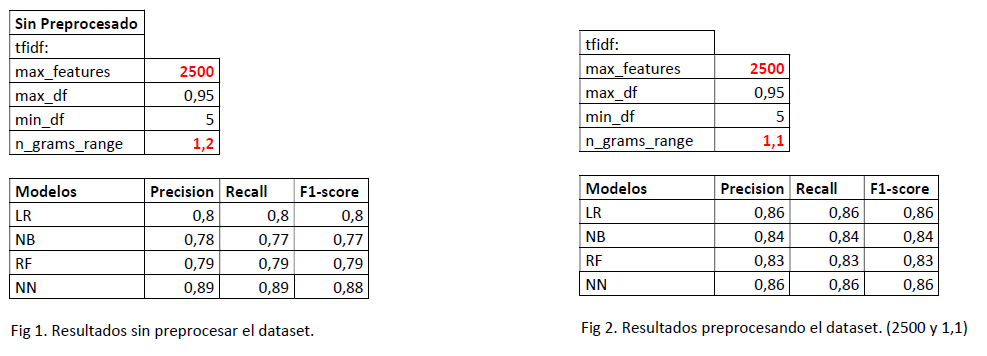 Sin Preprocesado
tfidf:
max_features 2500
max_df 0,95
min_df 5
n_grams_range 1,2
Modelos Precision Recall F1-score
LR 0,8 0,8 0,8
NB 0,78 0,77 0,77
RF 0,79 0,79 0,79
NN 0,89 0,89 0,88
Fig 1. Resultados sin preprocesar el dataset.
tfidf:
max_features 2500
max_df 0,95
min_df 5
n_grams_range 1,1
Modelos Precision Recall F1-score
LR 0,86 0,86 0,86
NB 0,84 0,84 0,84
RF 0,83 0,83 0,83
NN 0,86 0,86 0,86
Fig 2. Resultados preprocesando el dataset. (2500 y 1,1)